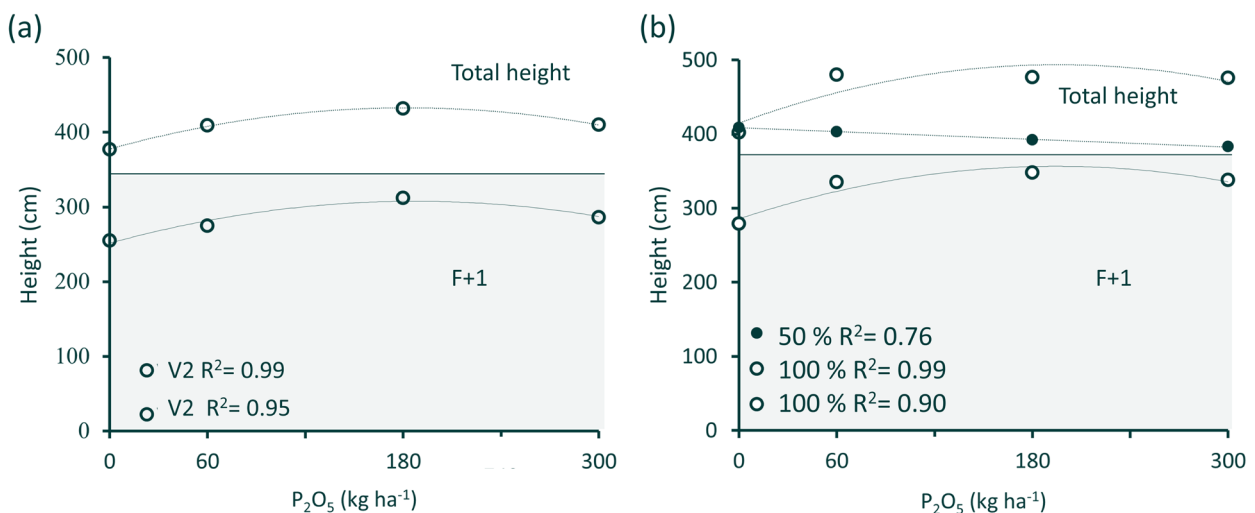 (a)
500
400
300
200
100
0
Height (cm)
Total height
F+1
V2 R²= 0.99
V2 R²= 0.95
0 60 180 300
P₂O₅ (kg ha⁻¹)
(b)
500
400
300
200
100
0
Height (cm)
Total height
F+1
50 % R²= 0.76
100 % R²= 0.99
100 % R²= 0.90
0 60 180 300
P₂O₅ (kg ha⁻¹)